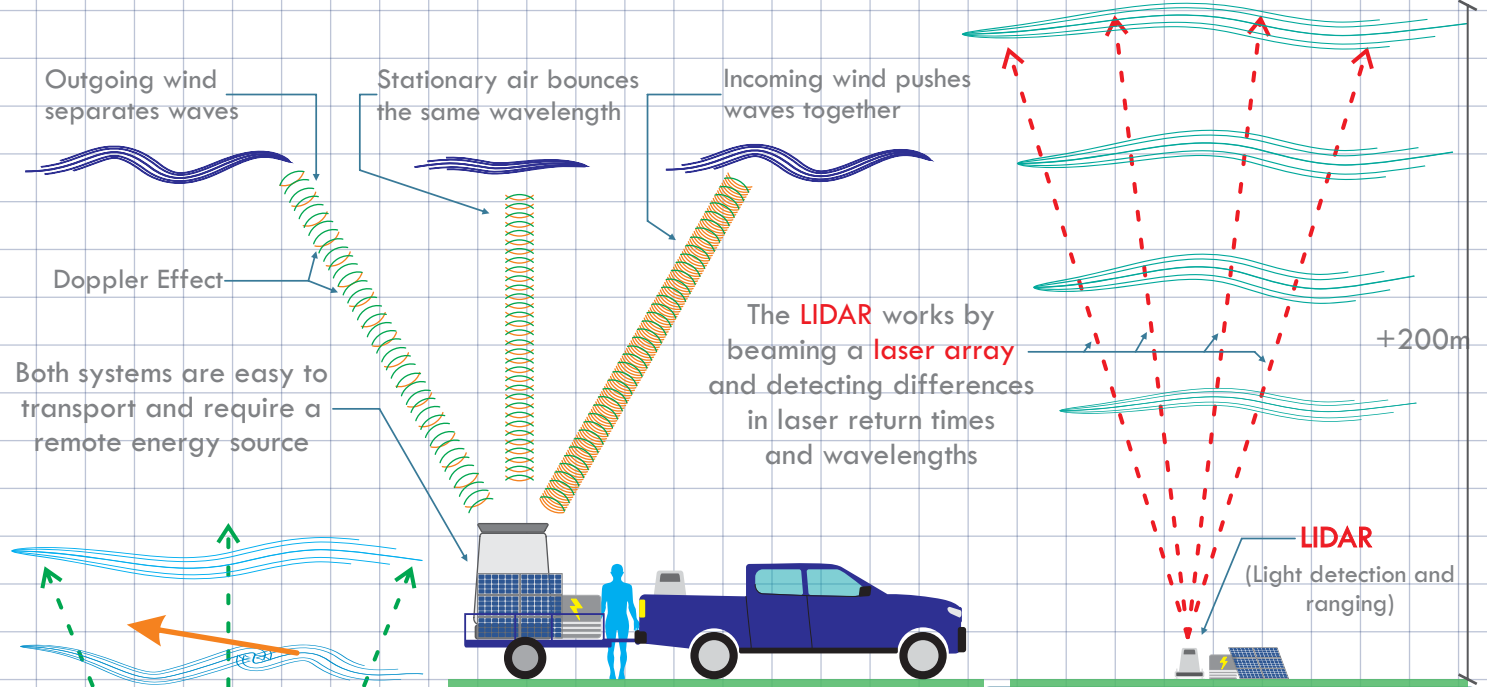 Outgoing wind
separates waves
Stationary air bounces
the same wavelength
Incoming wind pushes
waves together
Doppler Effect
Both systems are easy to
transport and require a
remote energy source
The LIDAR works by
beaming a laser array
and detecting differences
in laser return times
and wavelengths
+200m
LIDAR
(Light detection and
ranging)